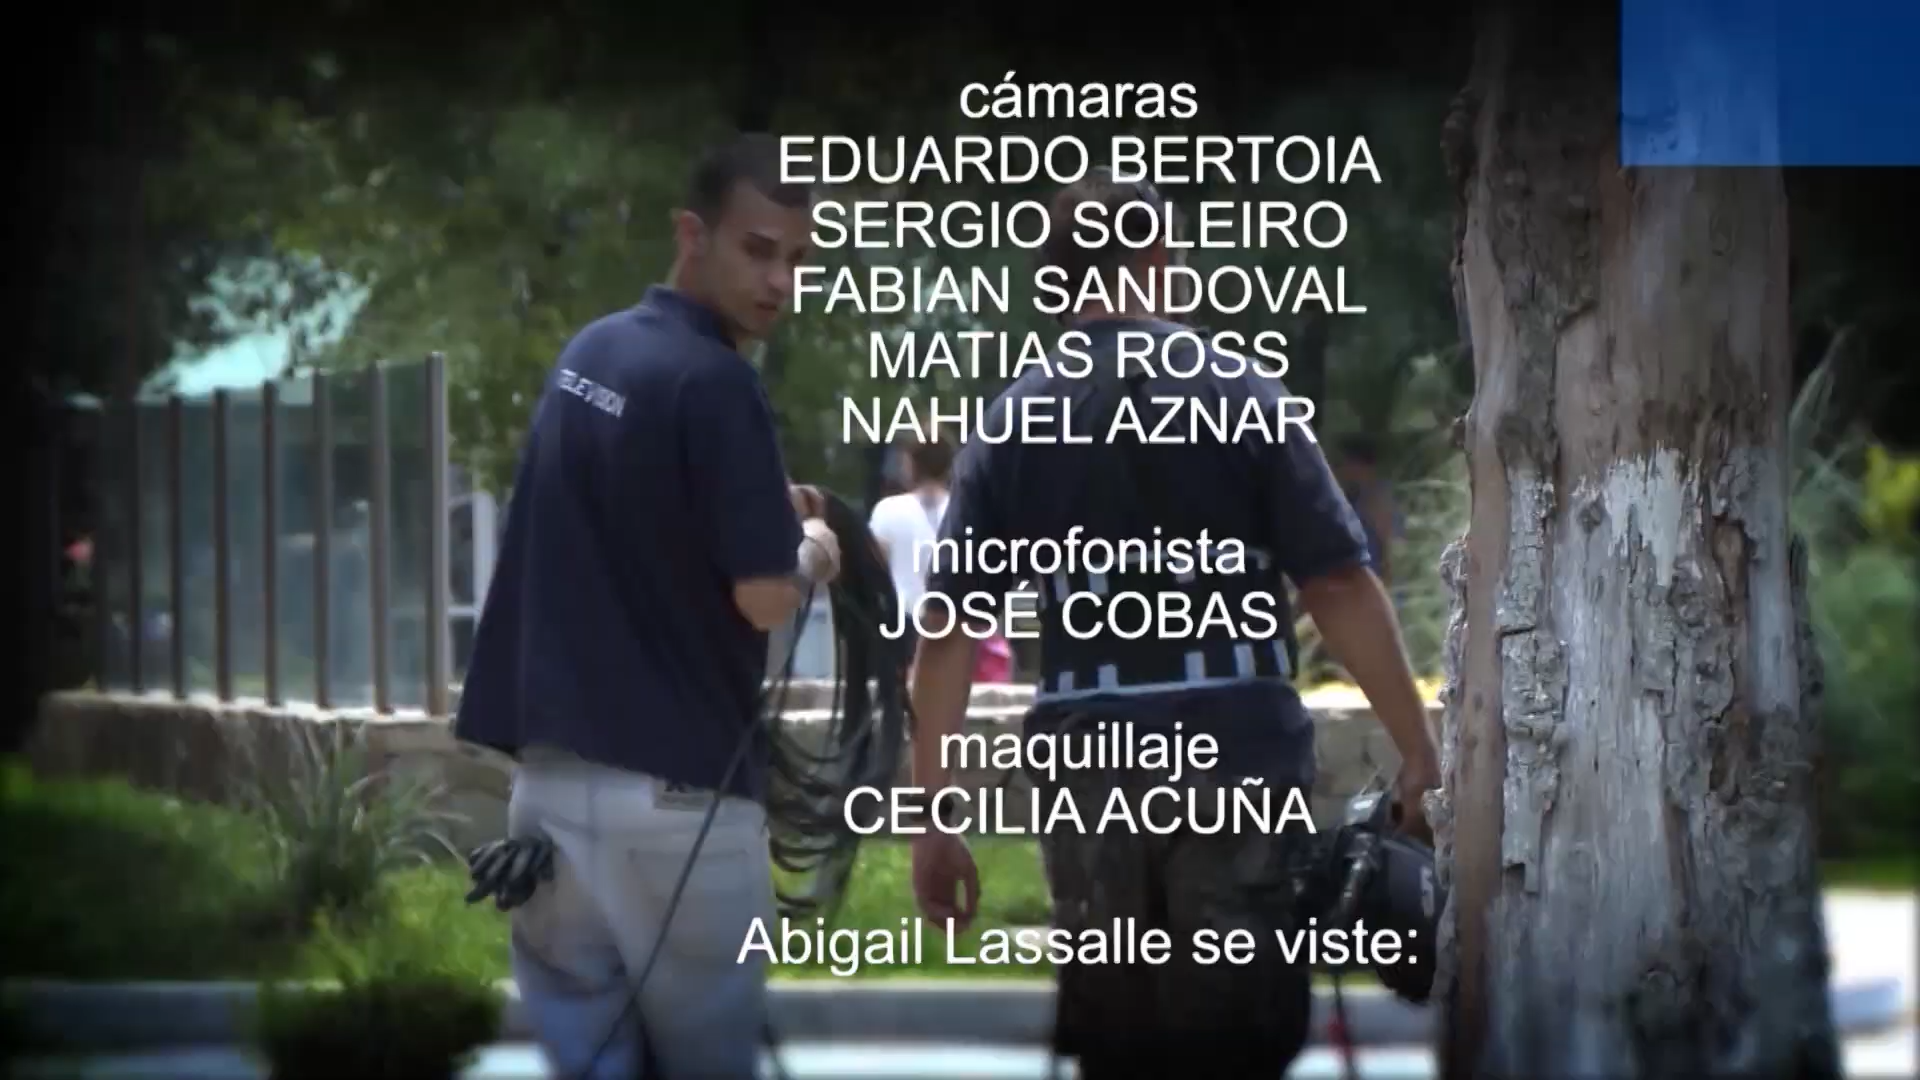 cámaras
EDUARDO BERTOIA
SERGIO SOLEIRO
FABIAN SANDOVAL
MATIAS ROSS
NAHUEL AZNAR
microfonista
JOSÉ COBAS
maquillaje
CECILIA ACUÑA
Abigail Lassalle se viste:
TELEVISION